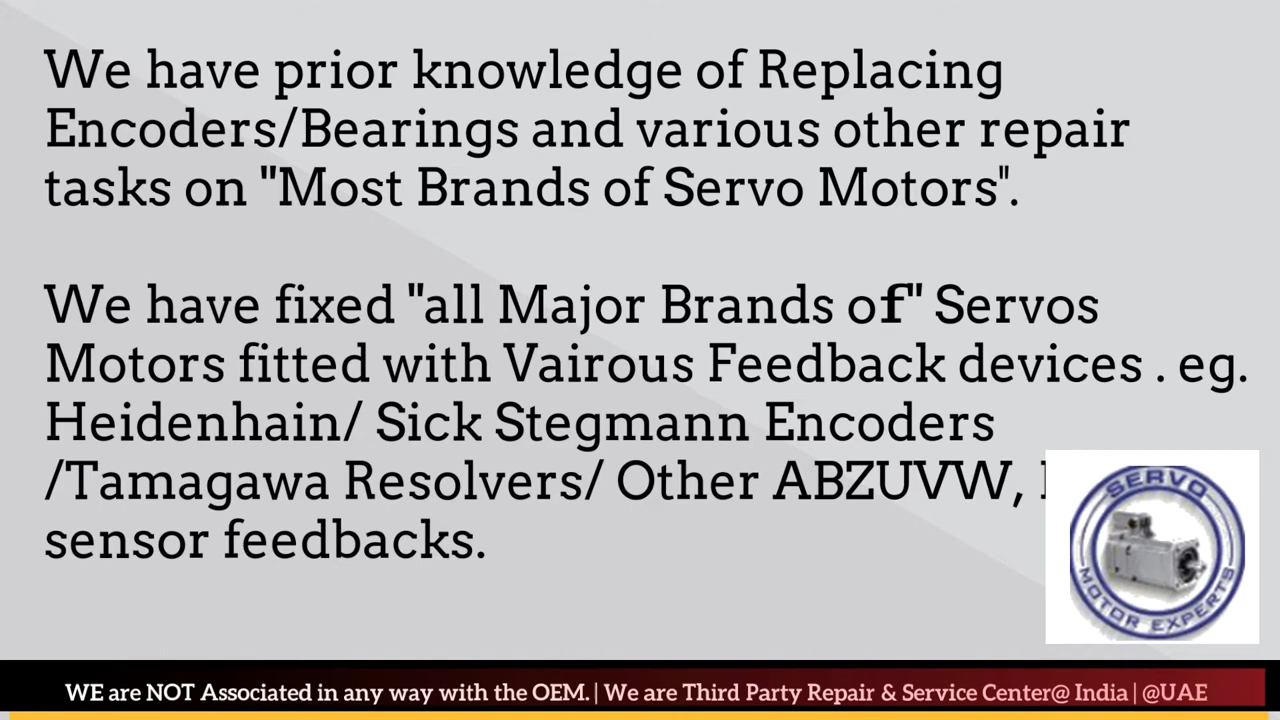 We have prior knowledge of Replacing
Encoders/Bearings and various other repair
tasks on "Most Brands of Servo Motors".
We have fixed "all Major Brands of" Servos
Motors fitted with Vairous Feedback devices . eg.
Heidenhain/ Sick Stegmann Encoders
/Tamagawa Resolvers/ Other ABZUVW,
sensor feedbacks.
SERVO
MOTOR EXPERTS
WE are NOT Associated in any way with the OEM. | We are Third Party Repair & Service Center@ India | @UAE